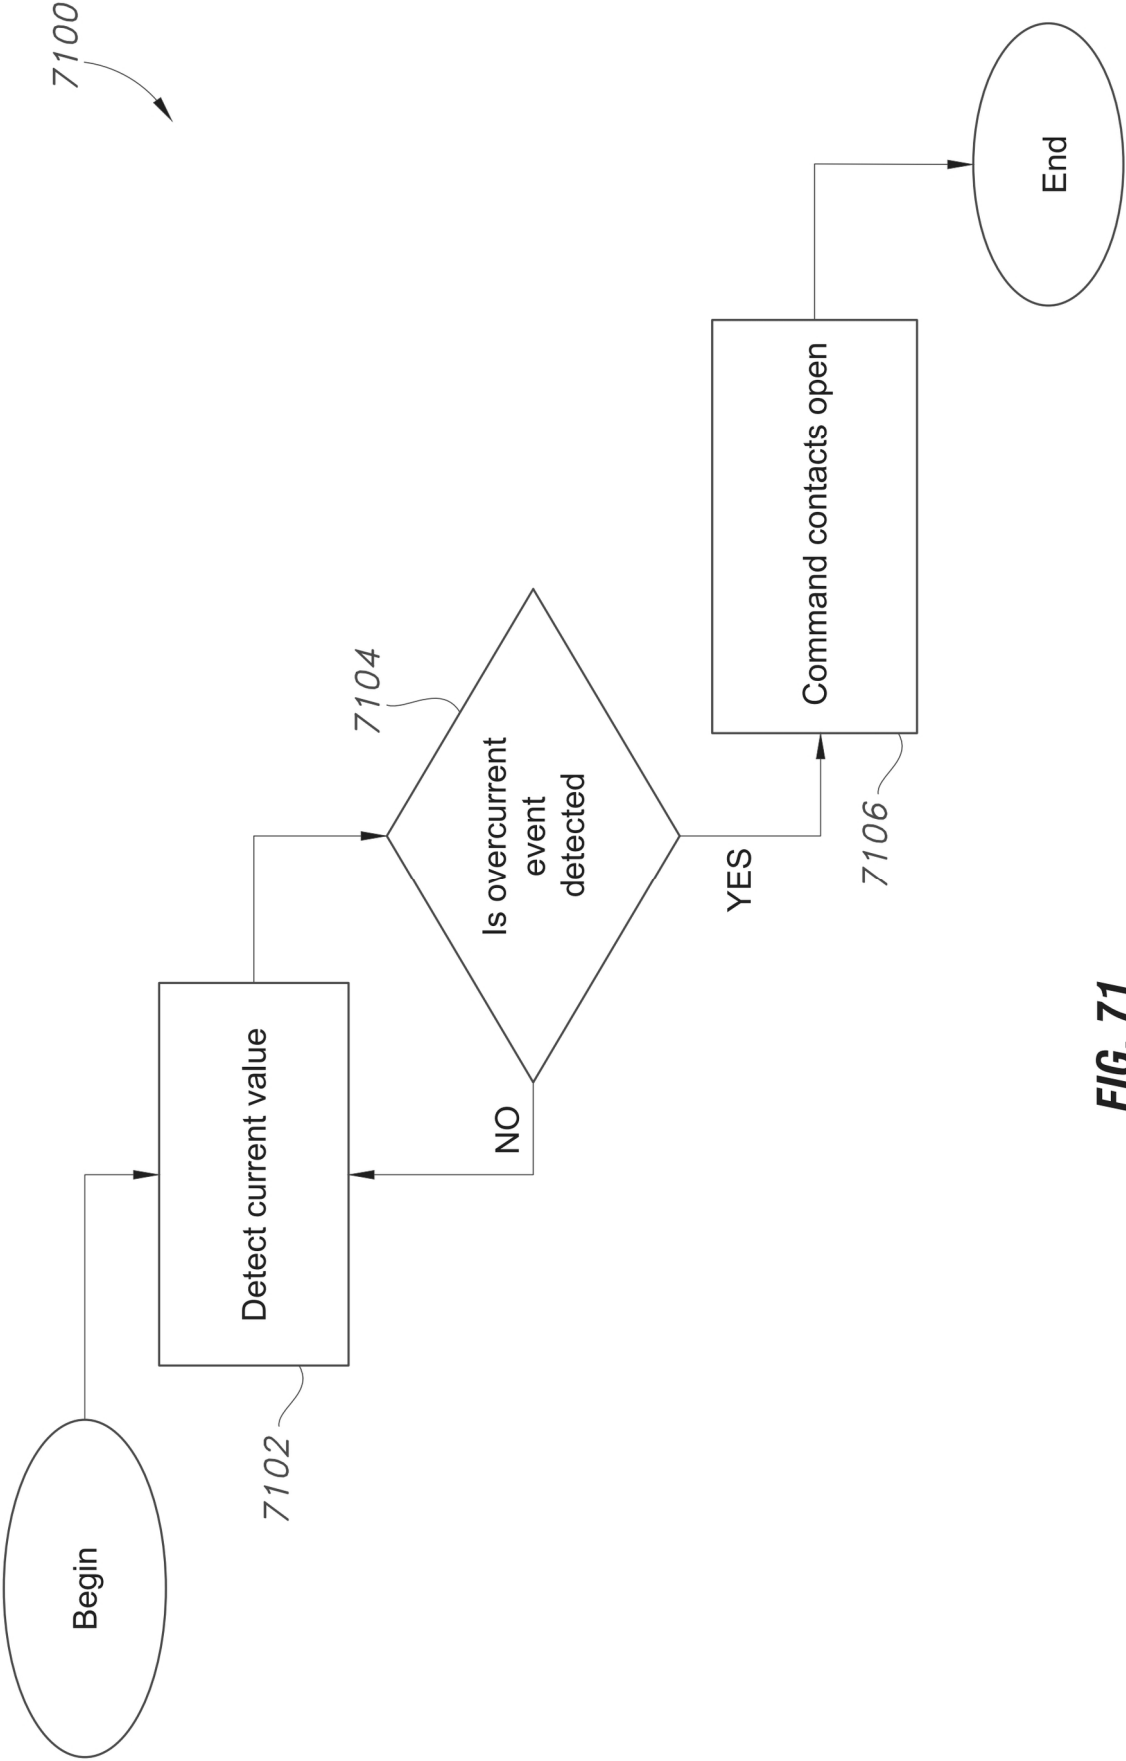 7100
Begin
Detect current value
7102
Is overcurrent
event
detected
7104
NO
YES
Command contacts open
7106
End
FIG. 71